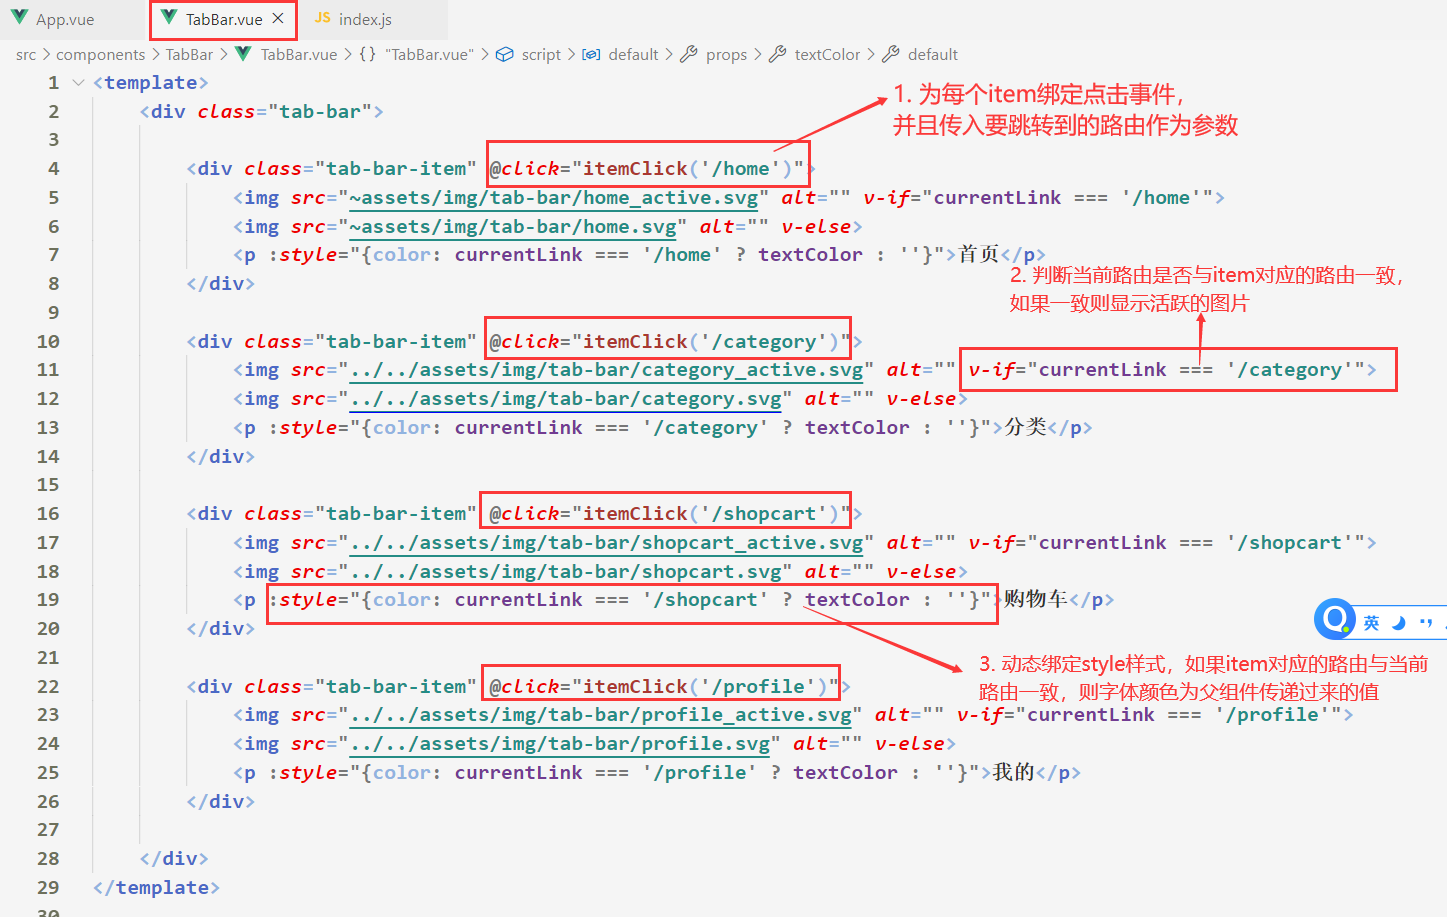 App.vue
TabBar.vue
JS index.js
src > components > TabBar > TabBar.vue > {} "TabBar.vue" > script > default > props > textColor > default
1 <template>
1. 为每个item绑定点击事件，
2 <div class="tab-bar">
并且传入要跳转到的路由作为参数
3
4 <div class="tab-bar-item" @click="itemClick('/home')">
5 <img src="~assets/img/tab-bar/home_active.svg" alt="" v-if="currentLink === '/home'">
6 <img src="~assets/img/tab-bar/home.svg" alt="" v-else>
7 <p :style="{color: currentLink === '/home' ? textColor : ''}">首页</p>
2. 判断当前路由是否与item对应的路由一致，
8 </div>
如果一致则显示活跃的图片
9
10 <div class="tab-bar-item" @click="itemClick('/category')">
11 <img src="../../assets/img/tab-bar/category_active.svg" alt="" v-if="currentLink === '/category'">
12 <img src="../../assets/img/tab-bar/category.svg" alt="" v-else>
13 <p :style="{color: currentLink === '/category' ? textColor : ''}">分类</p>
14 </div>
15
16 <div class="tab-bar-item" @click="itemClick('/shopcart')">
17 <img src="../../assets/img/tab-bar/shopcart_active.svg" alt="" v-if="currentLink === '/shopcart'">
18 <img src="../../assets/img/tab-bar/shopcart.svg" alt="" v-else>
19 <p :style="{color: currentLink === '/shopcart' ? textColor : ''}">购物车</p>
英
20 </div>
21
3. 动态绑定style样式，如果item对应的路由与当前
22 <div class="tab-bar-item" @click="itemClick('/profile')">
路由一致，则字体颜色为父组件传递过来的值
23 <img src="../../assets/img/tab-bar/profile_active.svg" alt="" v-if="currentLink === '/profile'">
24 <img src="../../assets/img/tab-bar/profile.svg" alt="" v-else>
25 <p :style="{color: currentLink === '/profile' ? textColor : ''}">我的</p>
26 </div>
27
28 </div>
29 </template>
30